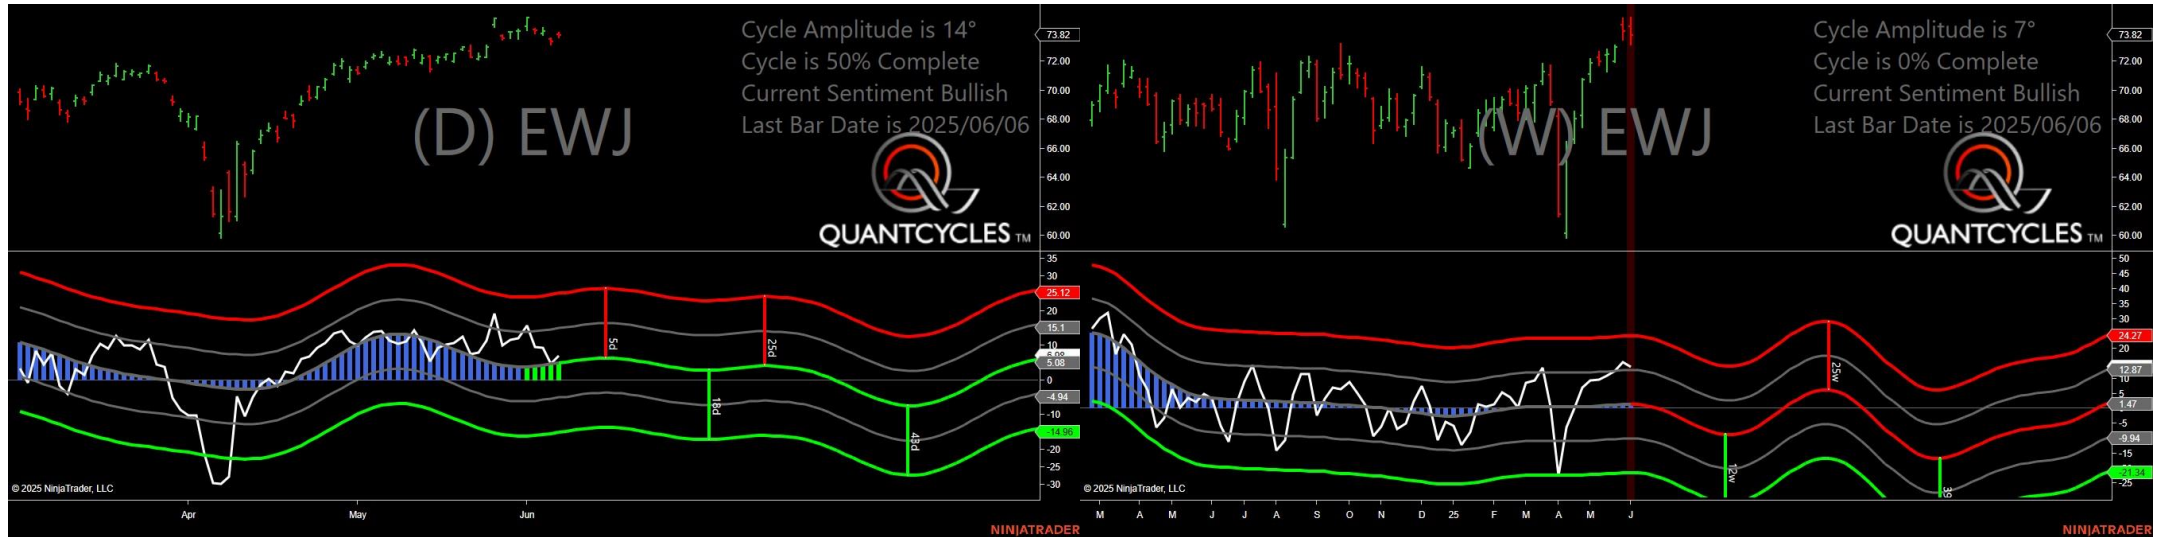 Cycle Amplitude is 14°
Cycle is 50% Complete
Current Sentiment Bullish
Last Bar Date is 2025/06/06
(D) EWJ
QUANTCYCLES TM
73.82
72.00
70.00
68.00
66.00
64.00
62.00
60.00
35
30
25.12
20
15.1
10
5.08
0
-4.94
-10
-14.96
-20
-25
-30
5d
18d
25d
43d
© 2025 NinjaTrader, LLC
Apr
May
Jun
NINJATRADER
Cycle Amplitude is 7°
Cycle is 0% Complete
Current Sentiment Bullish
Last Bar Date is 2025/06/06
(W) EWJ
QUANTCYCLES TM
73.82
72.00
70.00
68.00
66.00
64.00
62.00
60.00
50
45
40
35
30
24.27
20
12.87
10
5
1.47
-5
-9.94
-15
-21.34
-25
12w
25w
39
© 2025 NinjaTrader, LLC
M A M J J A S O N D 25 F M A M J
NINJATRADER